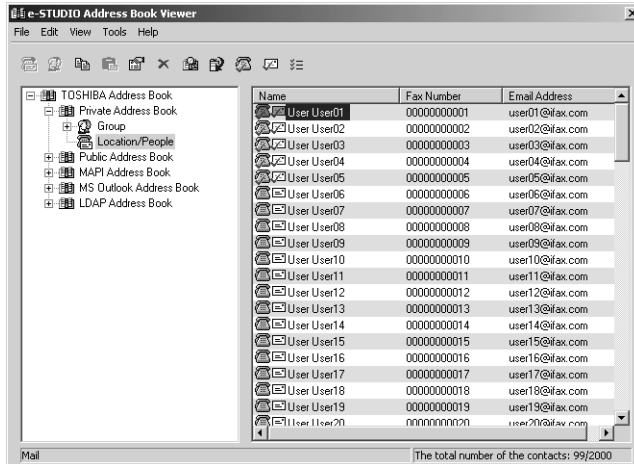 e-STUDIO Address Book Viewer
File Edit View Tools Help
TOSHIBA Address Book
Private Address Book
Group
Location/People
Public Address Book
MAPI Address Book
MS Outlook Address Book
LDAP Address Book
Name Fax Number Email Address
User User01 00000000001 user01@ifax.com
User User02 00000000002 user02@ifax.com
User User03 00000000003 user03@ifax.com
User User04 00000000004 user04@ifax.com
User User05 00000000005 user05@ifax.com
User User06 00000000006 user06@ifax.com
User User07 00000000007 user07@ifax.com
User User08 00000000008 user08@ifax.com
User User09 00000000009 user09@ifax.com
User User10 00000000010 user10@ifax.com
User User11 00000000011 user11@ifax.com
User User12 00000000012 user12@ifax.com
User User13 00000000013 user13@ifax.com
User User14 00000000014 user14@ifax.com
User User15 00000000015 user15@ifax.com
User User16 00000000016 user16@ifax.com
User User17 00000000017 user17@ifax.com
User User18 00000000018 user18@ifax.com
User User19 00000000019 user19@ifax.com
User User20 00000000020 user20@ifax.com
Mail The total number of the contacts: 99/2000